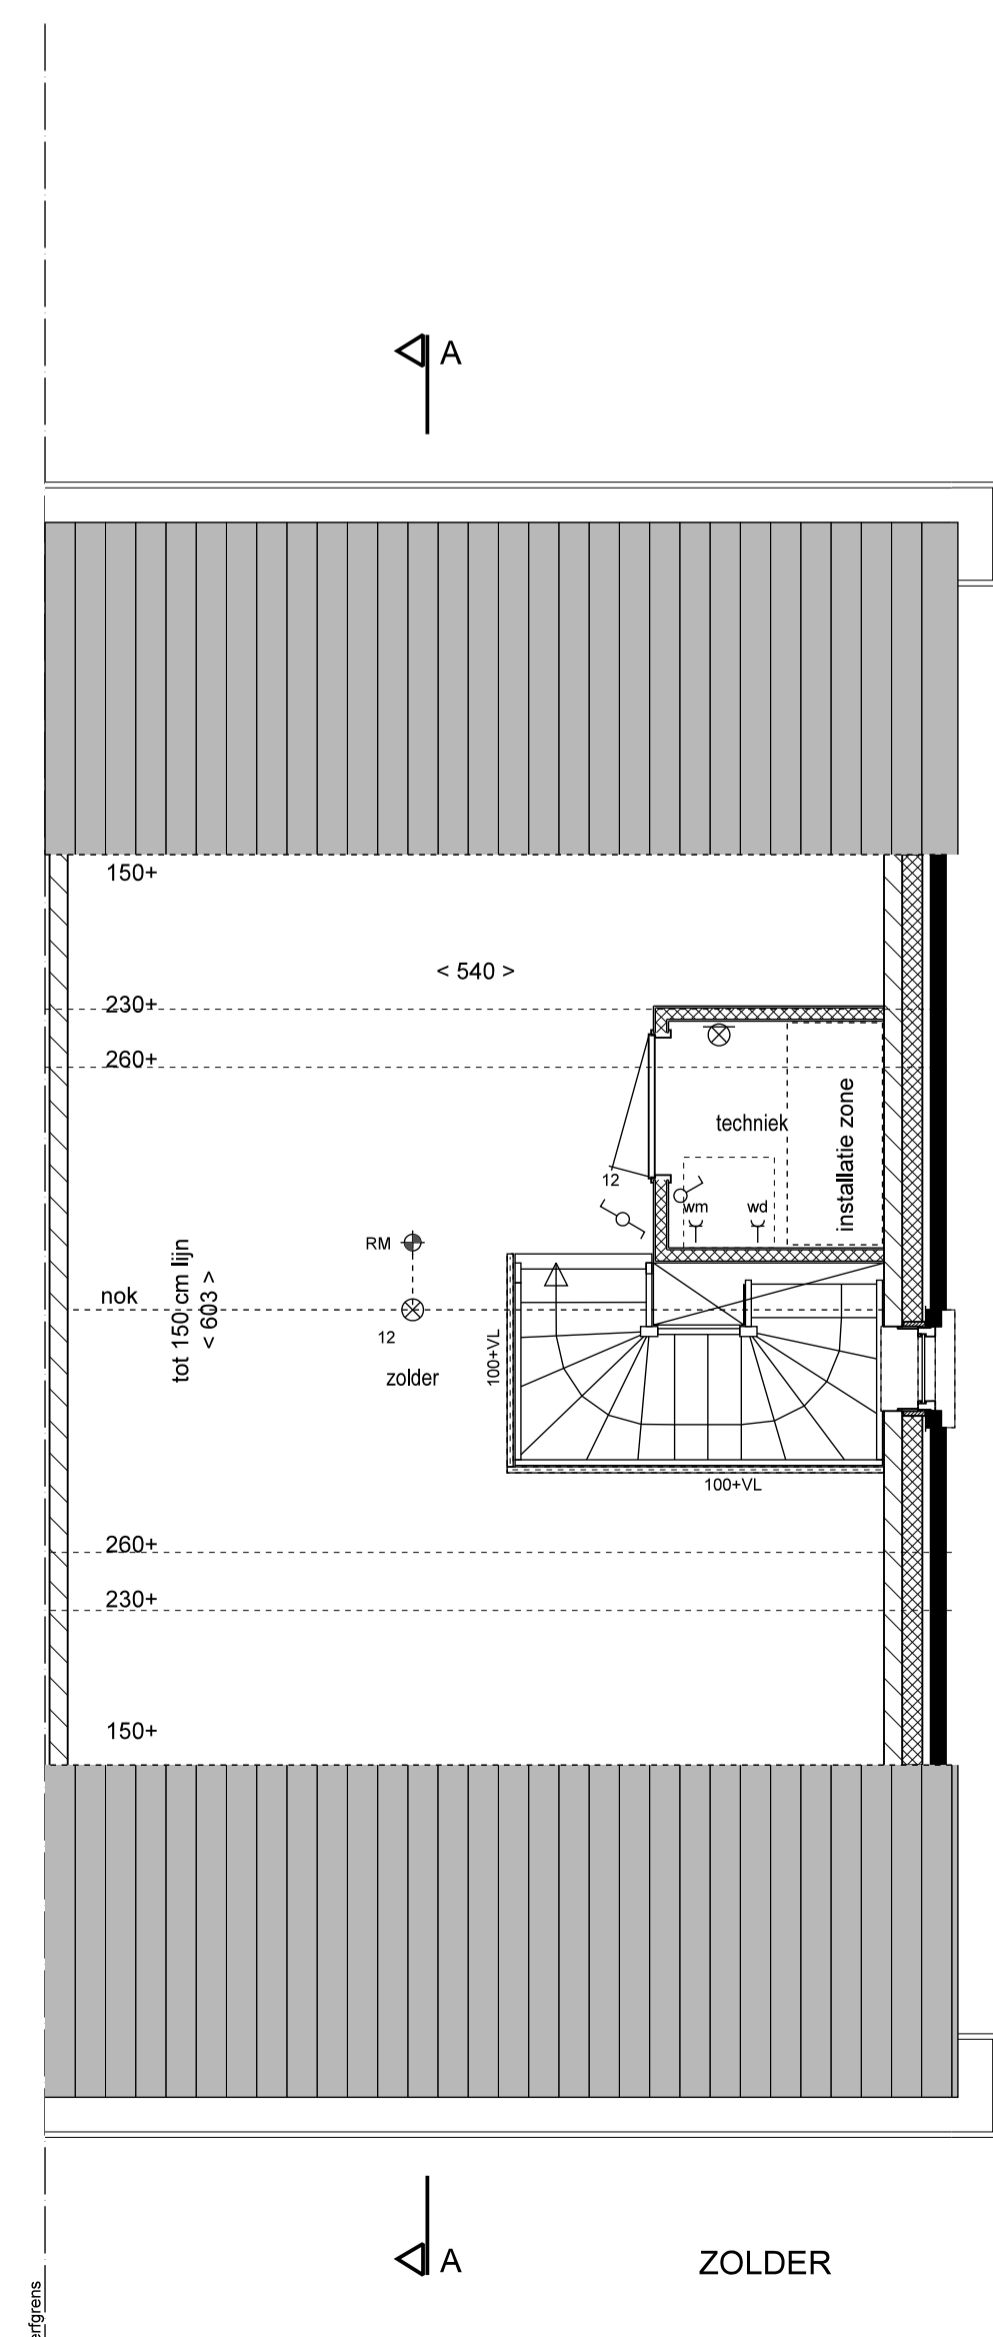 A
150+
< 540 >
230+
260+
techniek
installatie zone
12
wm
wd
RM
nok
tot 150 cm lijn
< 603 >
12
zolder
100+VL
100+VL
260+
230+
150+
A
ZOLDER
erfgrens